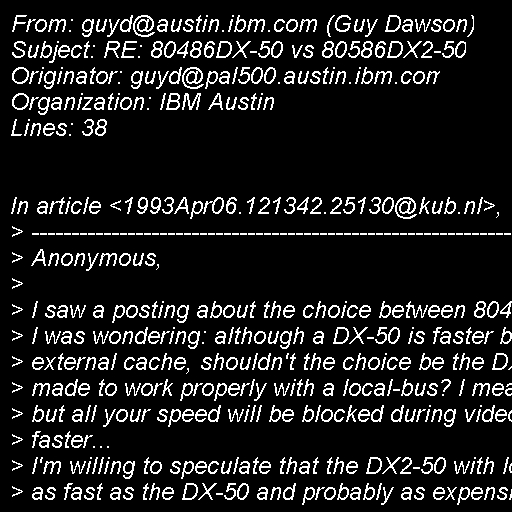 From: guyd@austin.ibm.com (Guy Dawson)
Subject: RE: 80486DX-50 vs 80586DX2-50
Originator: guyd@pal500.austin.ibm.com
Organization: IBM Austin
Lines: 38
In article <1993Apr06.121342.25130@kub.nl>,
> ------------------------------------------------------------
> Anonymous,
>
> I saw a posting about the choice between 804
> I was wondering: although a DX-50 is faster b
> external cache, shouldn't the choice be the D
> made to work properly with a local-bus? I mea
> but all your speed will be blocked during vide
> faster...
> I'm willing to speculate that the DX2-50 with l
> as fast as the DX-50 and probably as expens